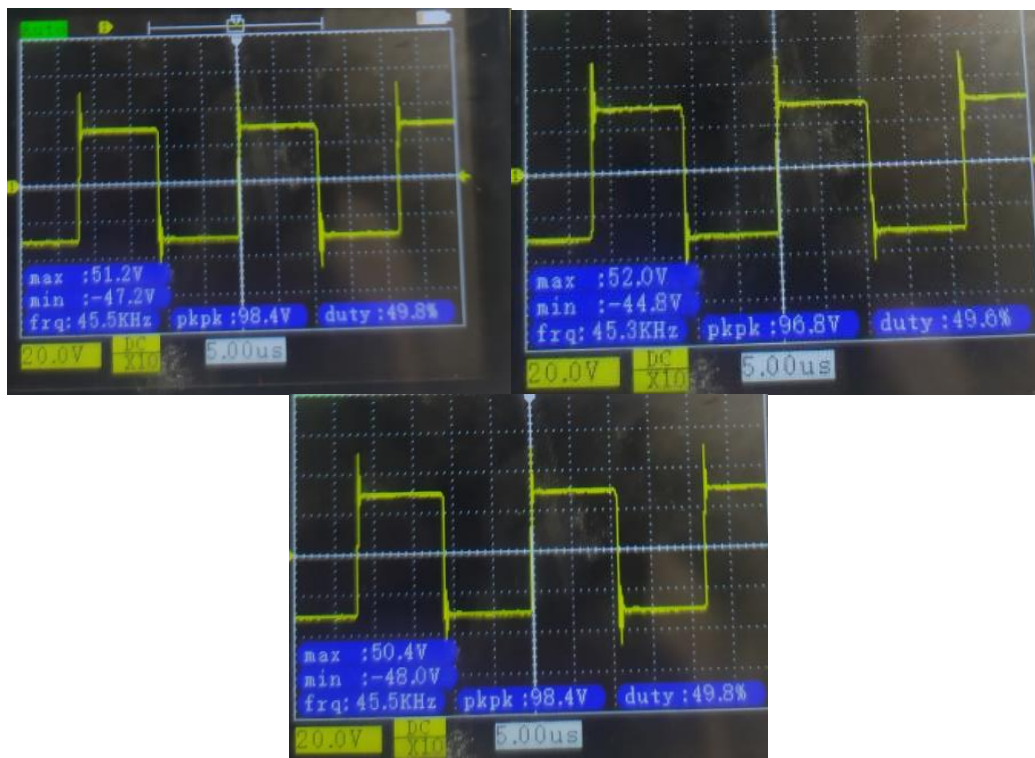 Auto
max :51.2V
min :-47.2V
frq:45.5KHz pkpk:98.4V duty:49.8%
20.0V DC X10 5.00us
max :52.0V
min :-44.8V
frq:45.3KHz pkpk:96.8V duty:49.6%
20.0V DC X10 5.00us
max :50.4V
min :-48.0V
frq:45.5KHz pkpk:98.4V duty:49.8%
20.0V DC X10 5.00us